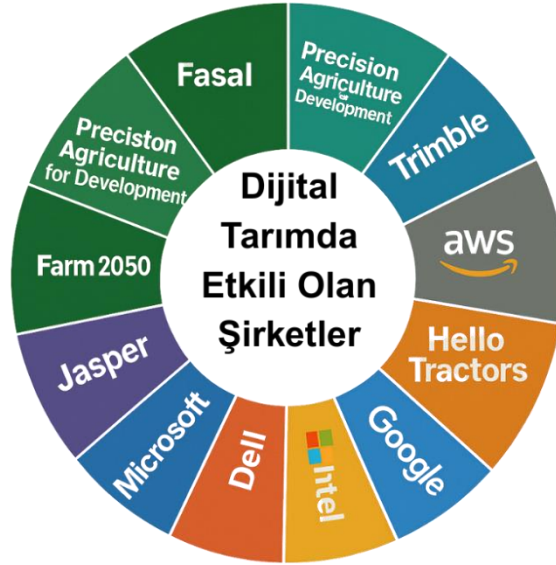 Dijital
Tarımda
Etkili Olan
Şirketler
Precision
Agriculture
for
Development
Trimble
aws
Hello
Tractors
Google
Intel
Dell
Microsoft
Jasper
Farm 2050
Preciston
Agriculture
for Development
Fasal